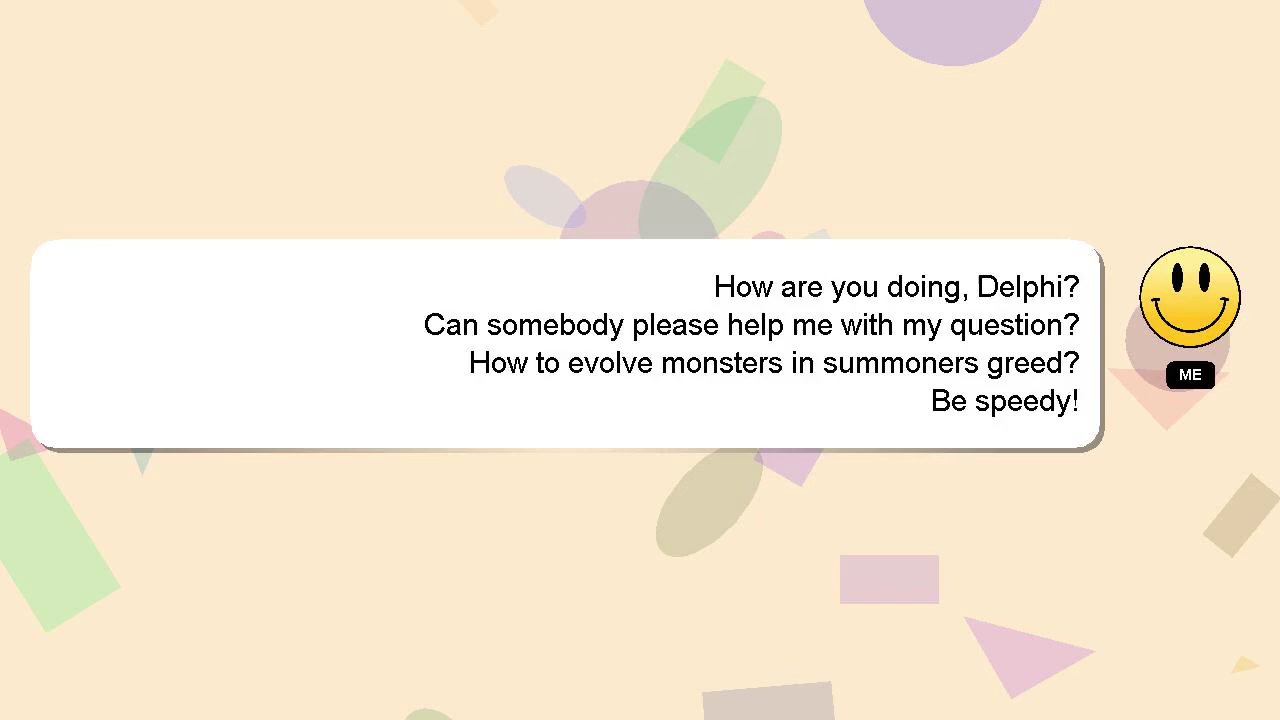 How are you doing, Delphi?
Can somebody please help me with my question?
How to evolve monsters in summoners greed?
Be speedy!
ME